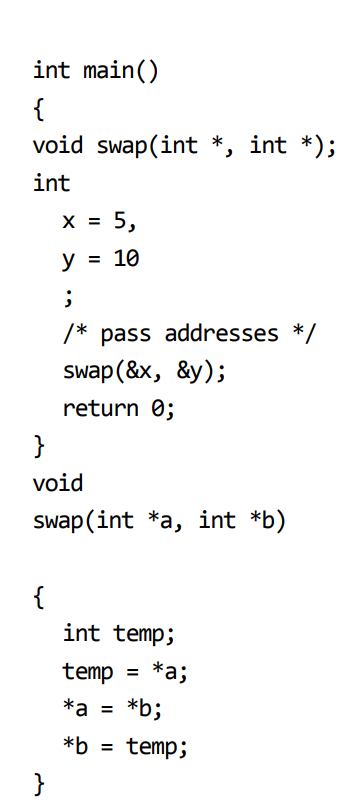 int main()
{
void swap(int *, int *);
int
x = 5,
y = 10
;
/* pass addresses */
swap(&x, &y);
return 0;
}
void
swap(int *a, int *b)
{
int temp;
temp = *a;
*a = *b;
*b = temp;
}